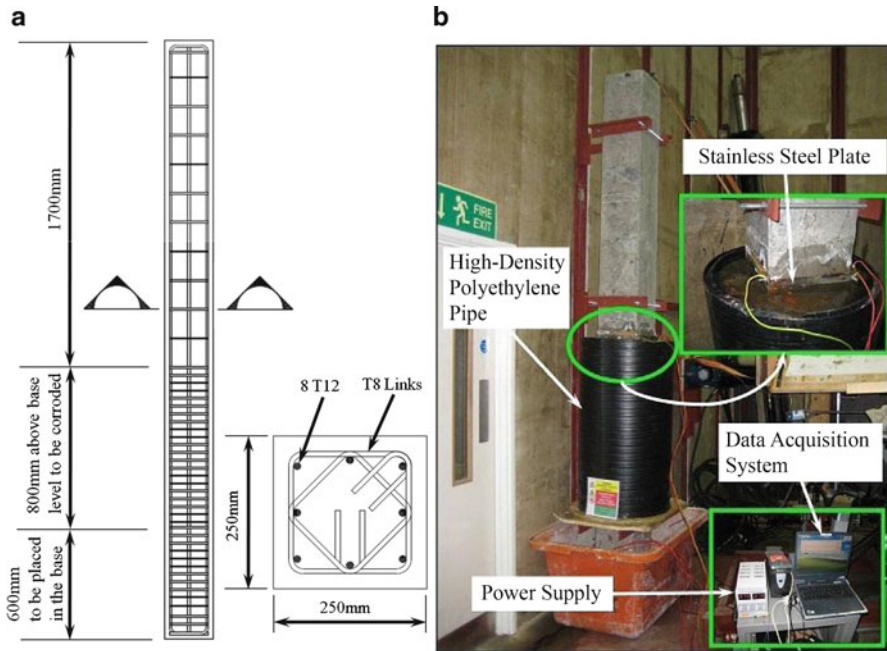 a
1700mm
800mm above base
level to be corroded
600mm
to be placed
in the base
8 T12
T8 Links
250mm
250mm
b
FIRE
EXIT
High-Density
Polyethylene
Pipe
Stainless Steel Plate
Data Acquisition
System
Power Supply